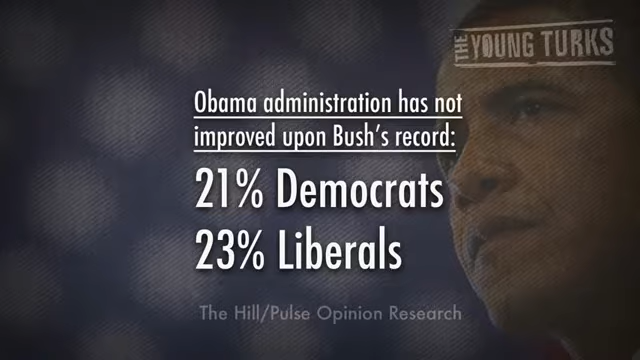 THE YOUNG TURKS
Obama administration has not
improved upon Bush's record:
21% Democrats
23% Liberals
The Hill/Pulse Opinion Research